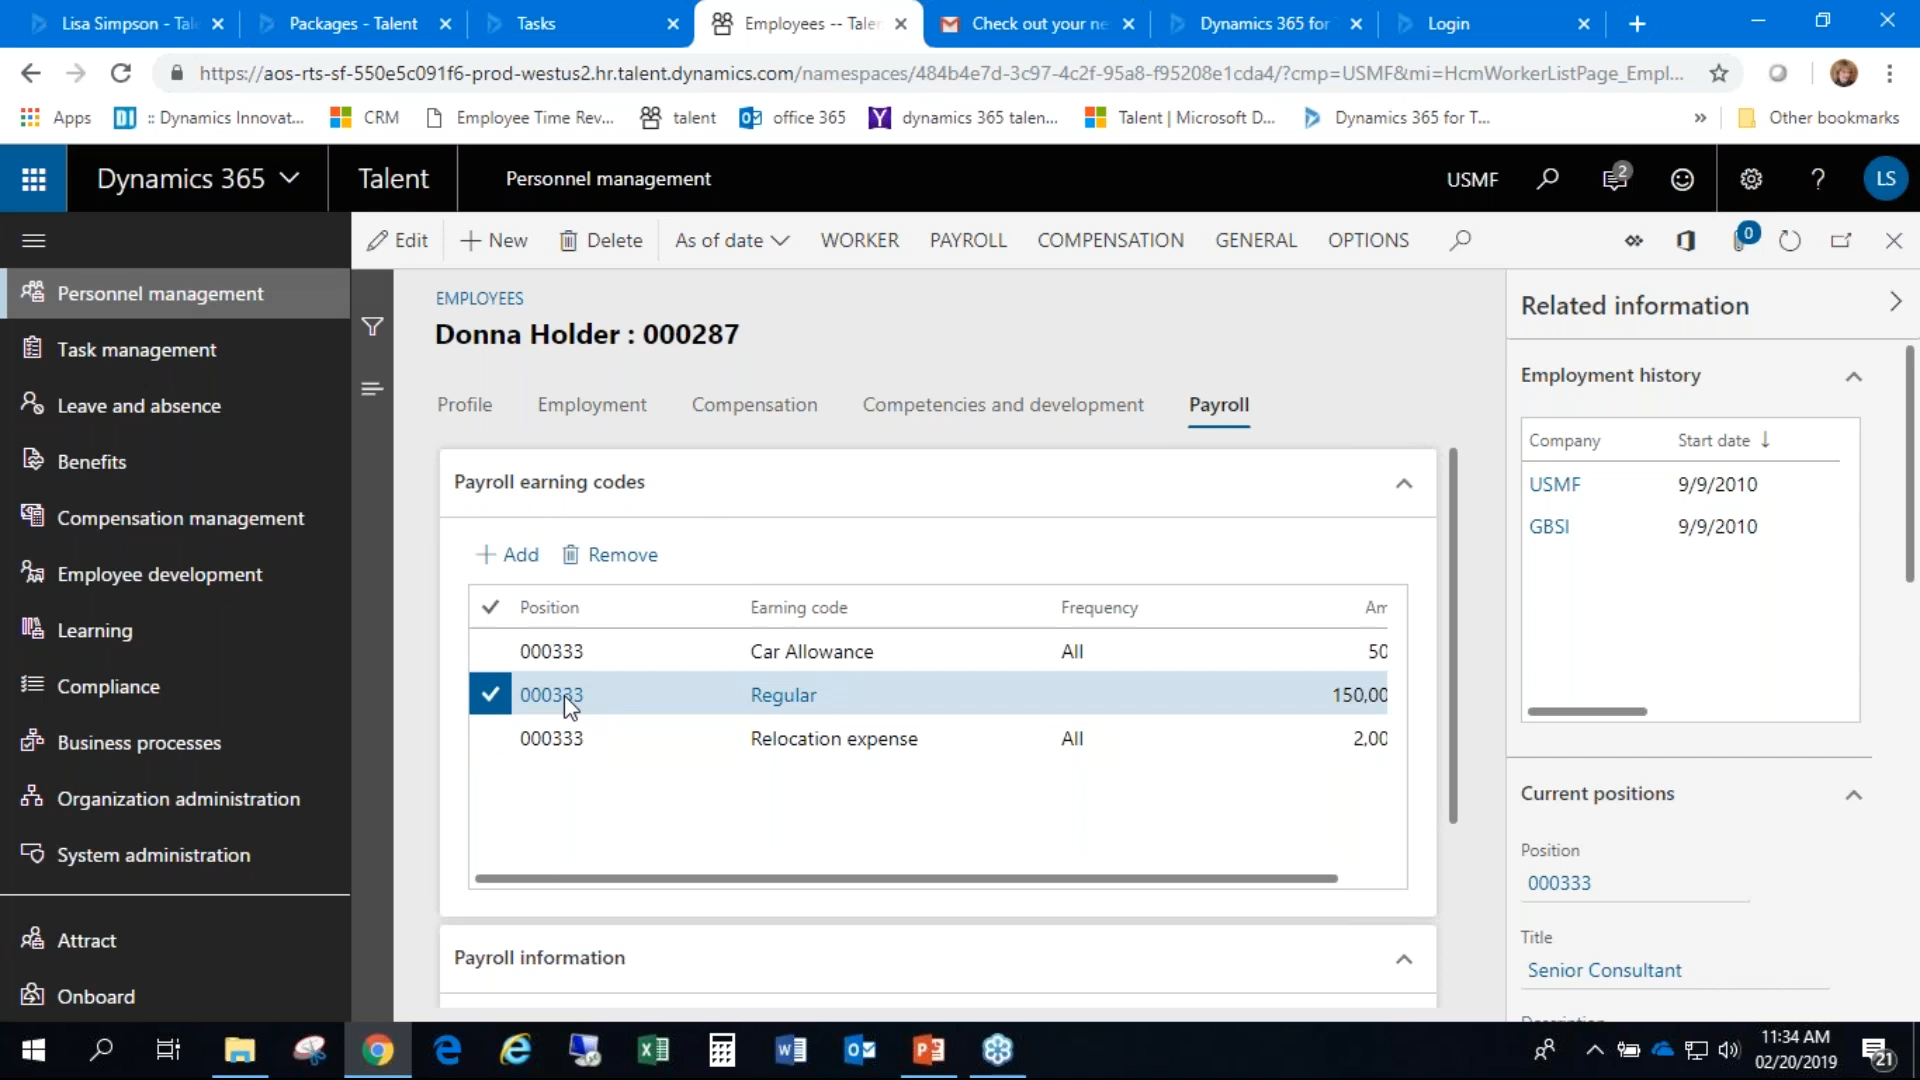 Lisa Simpson - Tal
Packages - Talent
Tasks
Employees -- Talen
Check out your ne
Dynamics 365 for
Login
https://aos-rts-sf-550e5c091f6-prod-westus2.hr.talent.dynamics.com/namespaces/484b4e7d-3c97-4c2f-95a8-f95208e1cda4/?cmp=USMF&mi=HcmWorkerListPage_Empl...
Apps
:: Dynamics Innovat...
CRM
Employee Time Rev...
talent
office 365
dynamics 365 talen...
Talent | Microsoft D...
Dynamics 365 for T...
Other bookmarks
Dynamics 365
Talent
Personnel management
USMF
2
LS
Edit
New
Delete
As of date
WORKER
PAYROLL
COMPENSATION
GENERAL
OPTIONS
0
Personnel management
Task management
Leave and absence
Benefits
Compensation management
Employee development
Learning
Compliance
Business processes
Organization administration
System administration
Attract
Onboard
EMPLOYEES
Donna Holder : 000287
Profile
Employment
Compensation
Competencies and development
Payroll
Payroll earning codes
Add
Remove
Position Earning code Frequency Am
000333 Car Allowance All 50
000333 Regular 150,00
000333 Relocation expense All 2,00
Payroll information
Related information
Employment history
Company Start date
USMF 9/9/2010
GBSI 9/9/2010
Current positions
Position
000333
Title
Senior Consultant
11:34 AM
02/20/2019
21